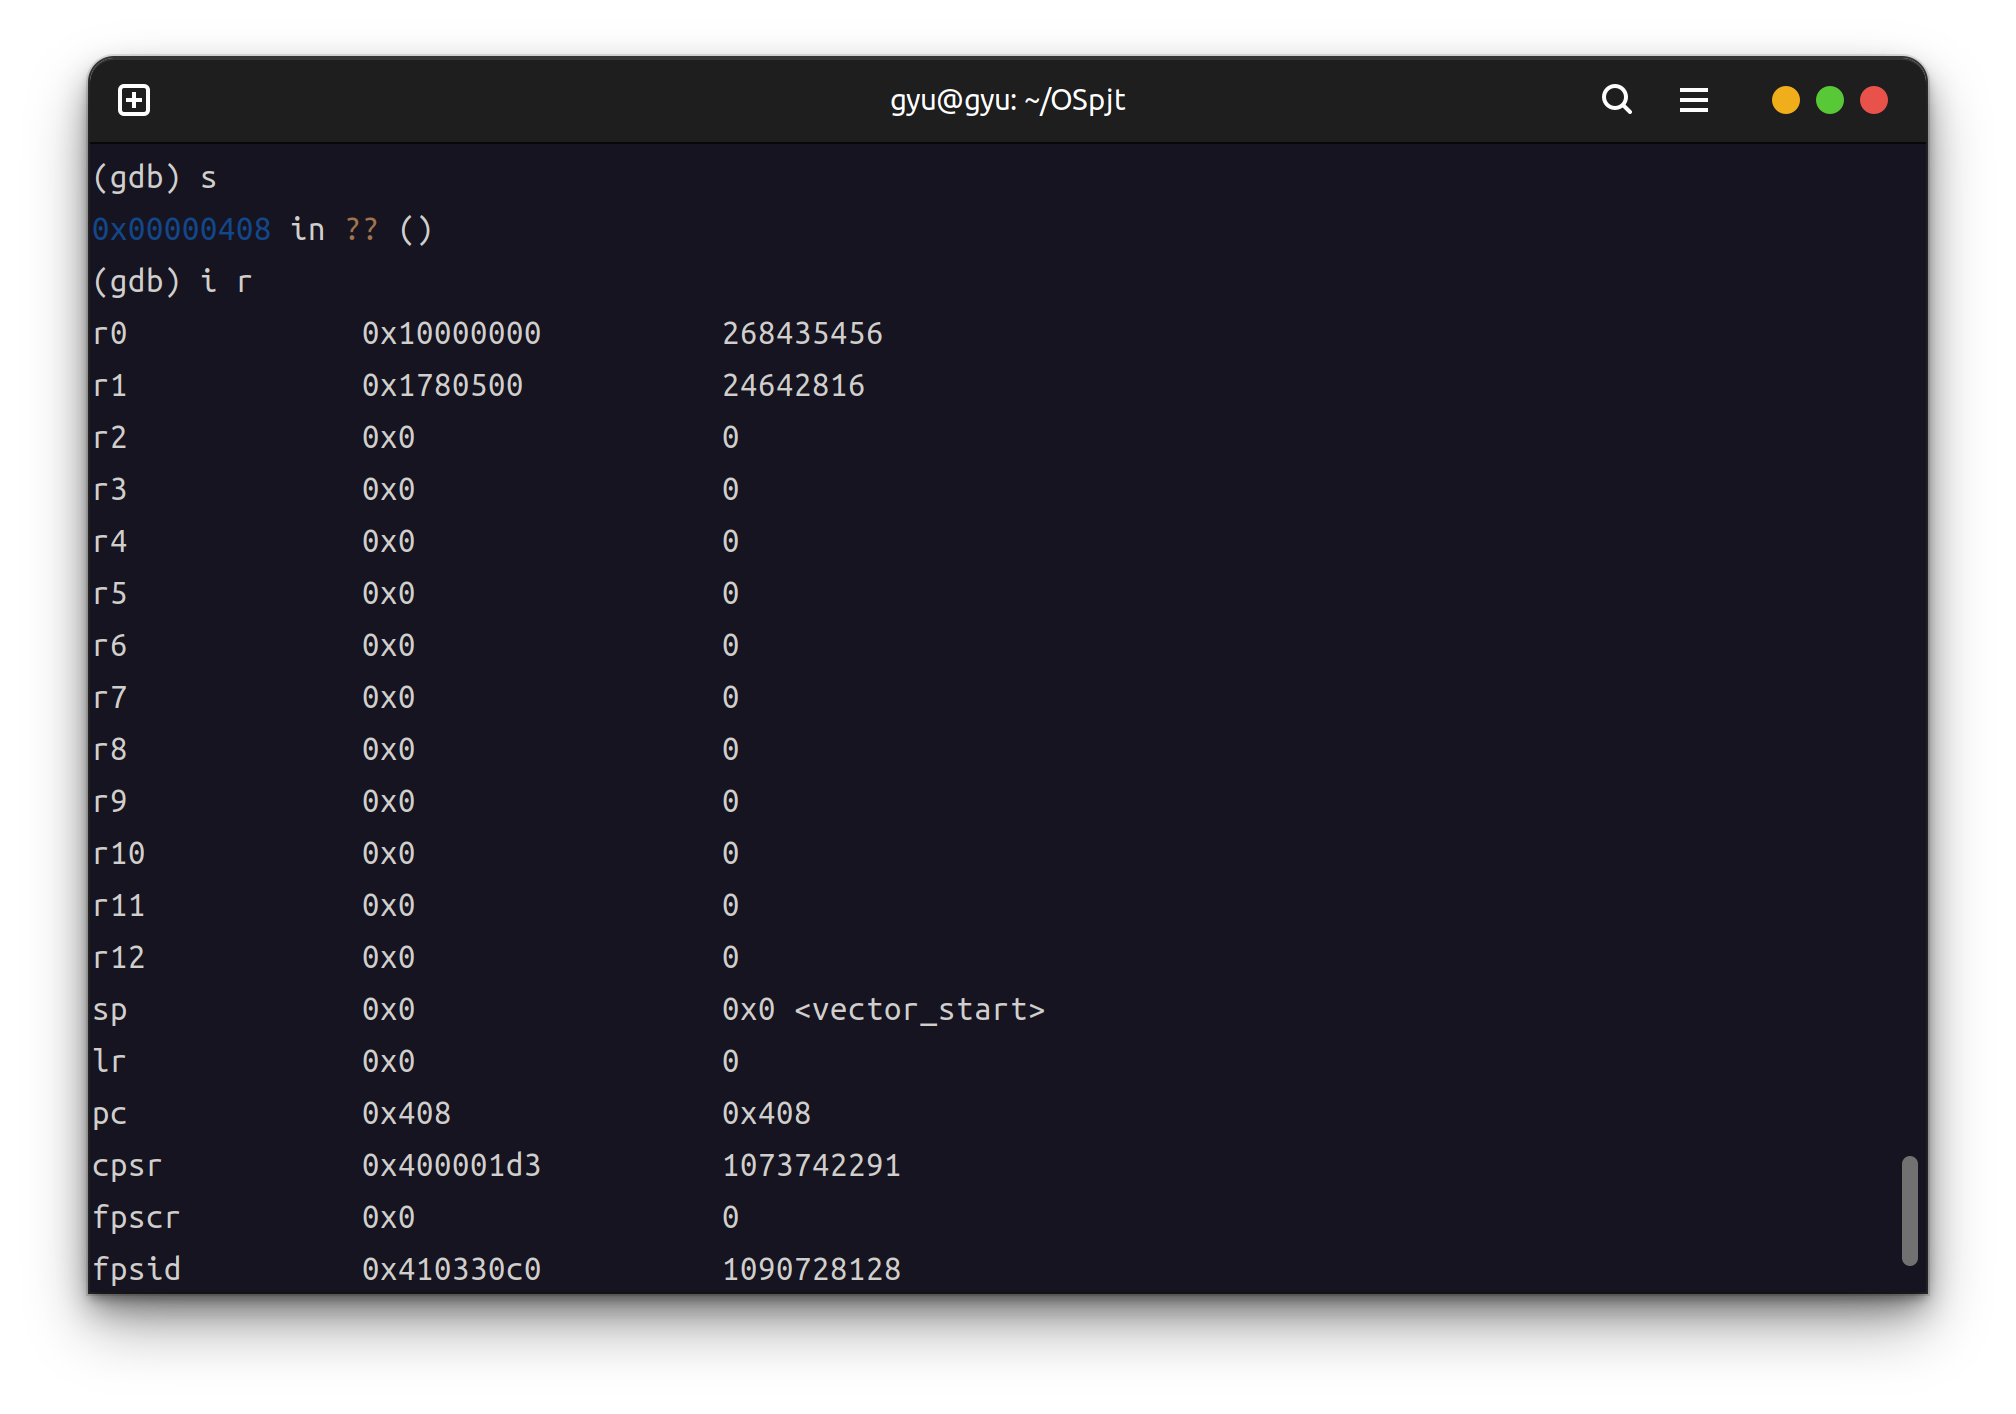 gyu@gyu: ~/OSpjt
(gdb) s
0x00000408 in ?? ()
(gdb) i r
r0 0x10000000 268435456
r1 0x1780500 24642816
r2 0x0 0
r3 0x0 0
r4 0x0 0
r5 0x0 0
r6 0x0 0
r7 0x0 0
r8 0x0 0
r9 0x0 0
r10 0x0 0
r11 0x0 0
r12 0x0 0
sp 0x0 0x0 <vector_start>
lr 0x0 0
pc 0x408 0x408
cpsr 0x400001d3 1073742291
fpscr 0x0 0
fpsid 0x410330c0 1090728128